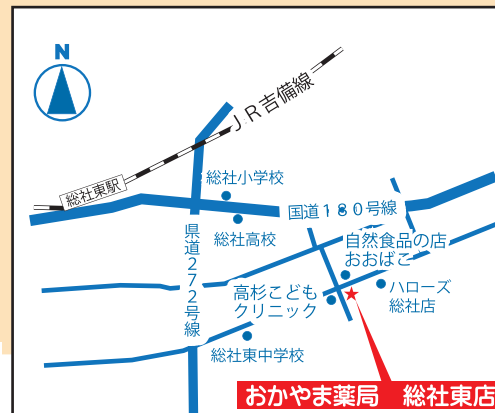 N
JR吉備線
総社東駅
総社小学校
国道180号線
総社高校
県道272号線
自然食品の店
おおばこ
ハローズ
総社店
高杉こども
クリニック
総社東中学校
おかやま薬局 総社東店